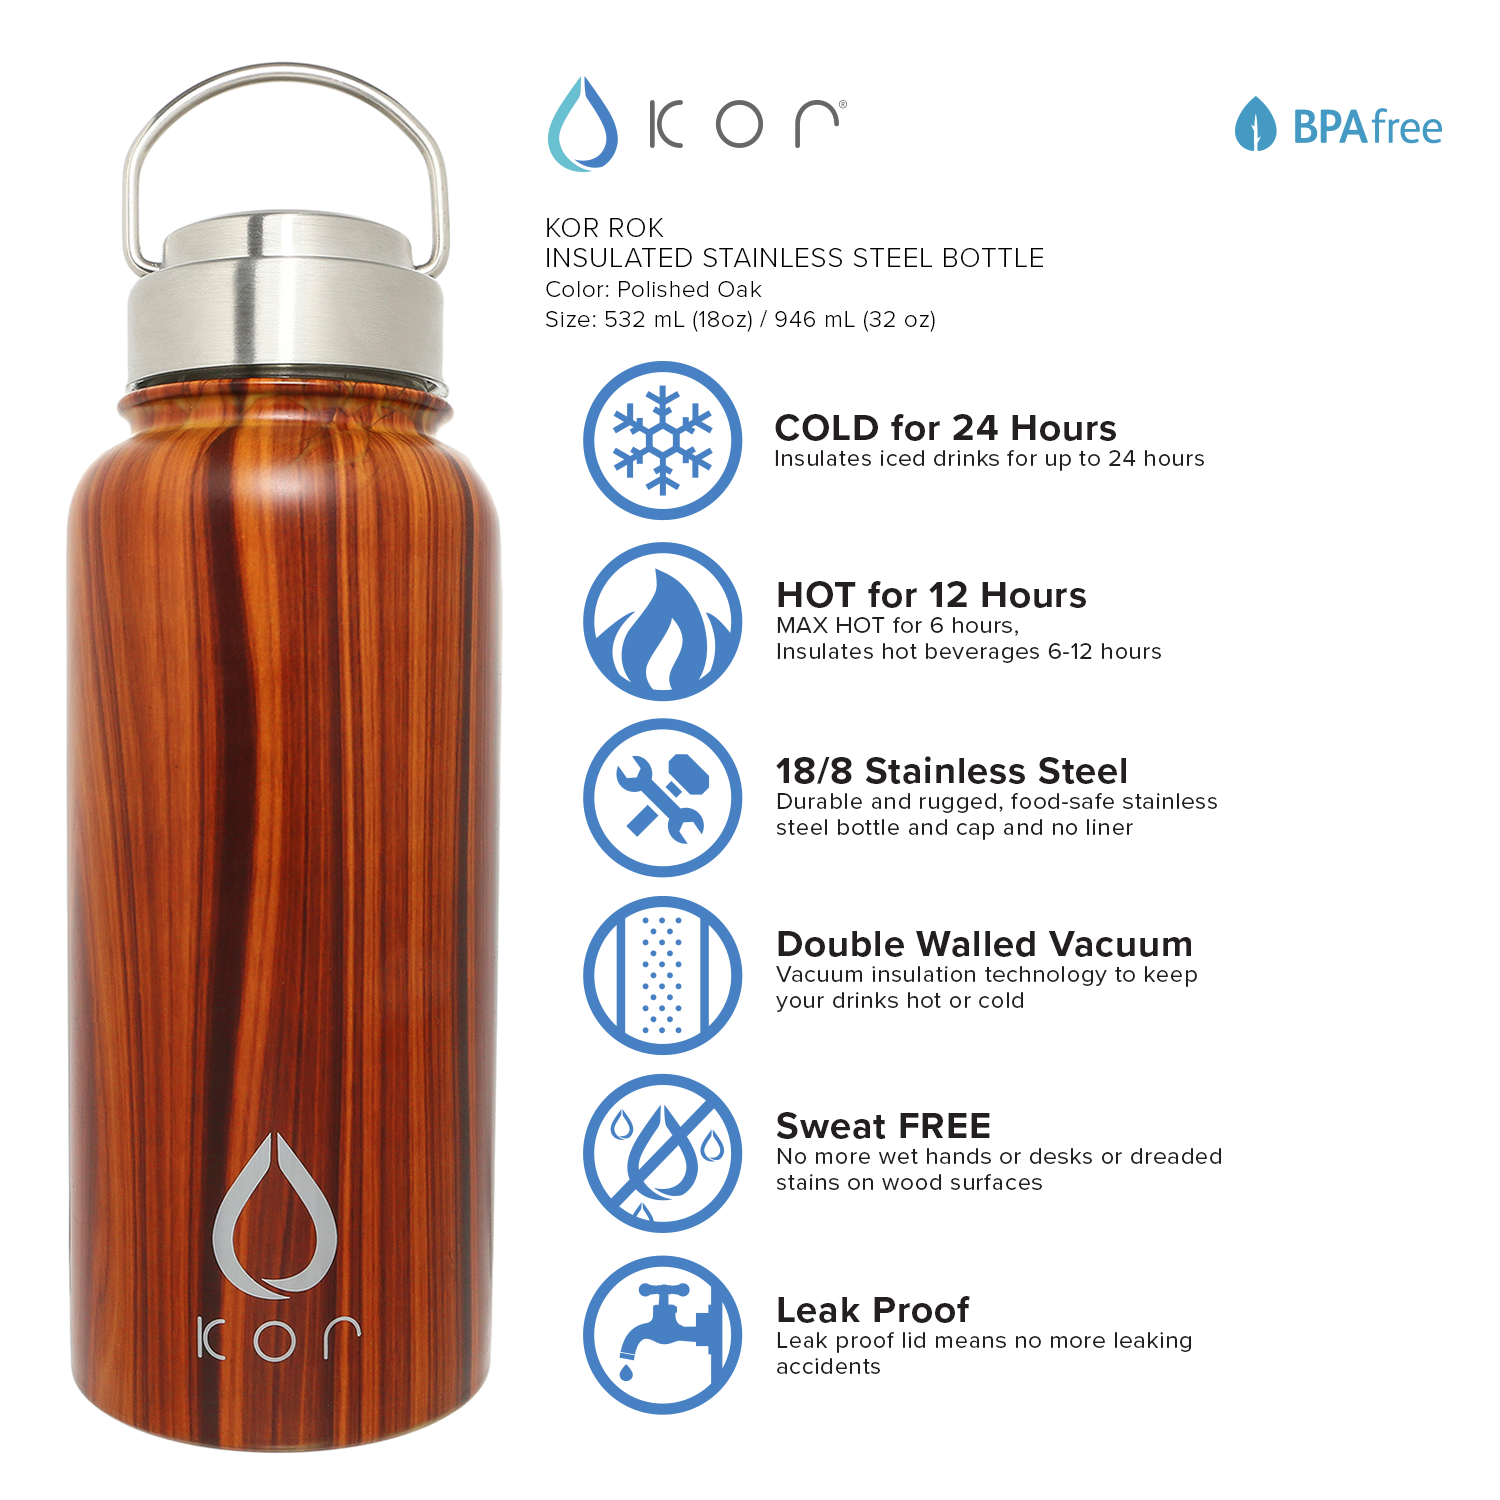 kor®
BPAfree
KOR ROK
INSULATED STAINLESS STEEL BOTTLE
Color: Polished Oak
Size: 532 mL (18oz) / 946 mL (32 oz)
COLD for 24 Hours
Insulates iced drinks for up to 24 hours
HOT for 12 Hours
MAX HOT for 6 hours,
Insulates hot beverages 6-12 hours
18/8 Stainless Steel
Durable and rugged, food-safe stainless
steel bottle and cap and no liner
Double Walled Vacuum
Vacuum insulation technology to keep
your drinks hot or cold
Sweat FREE
No more wet hands or desks or dreaded
stains on wood surfaces
Leak Proof
Leak proof lid means no more leaking
accidents
kor